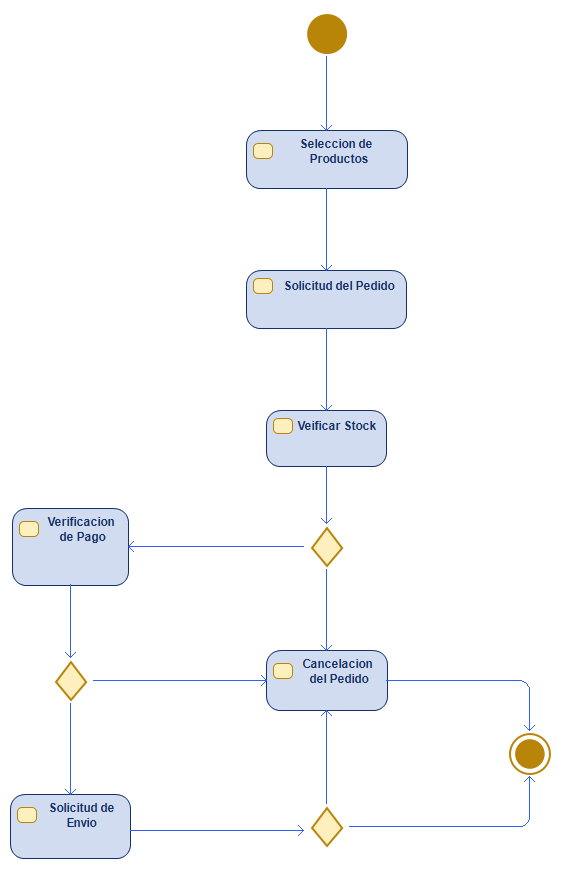 Seleccion de
Productos
Solicitud del Pedido
Veificar Stock
Verificacion
de Pago
Cancelacion
del Pedido
Solicitud de
Envio